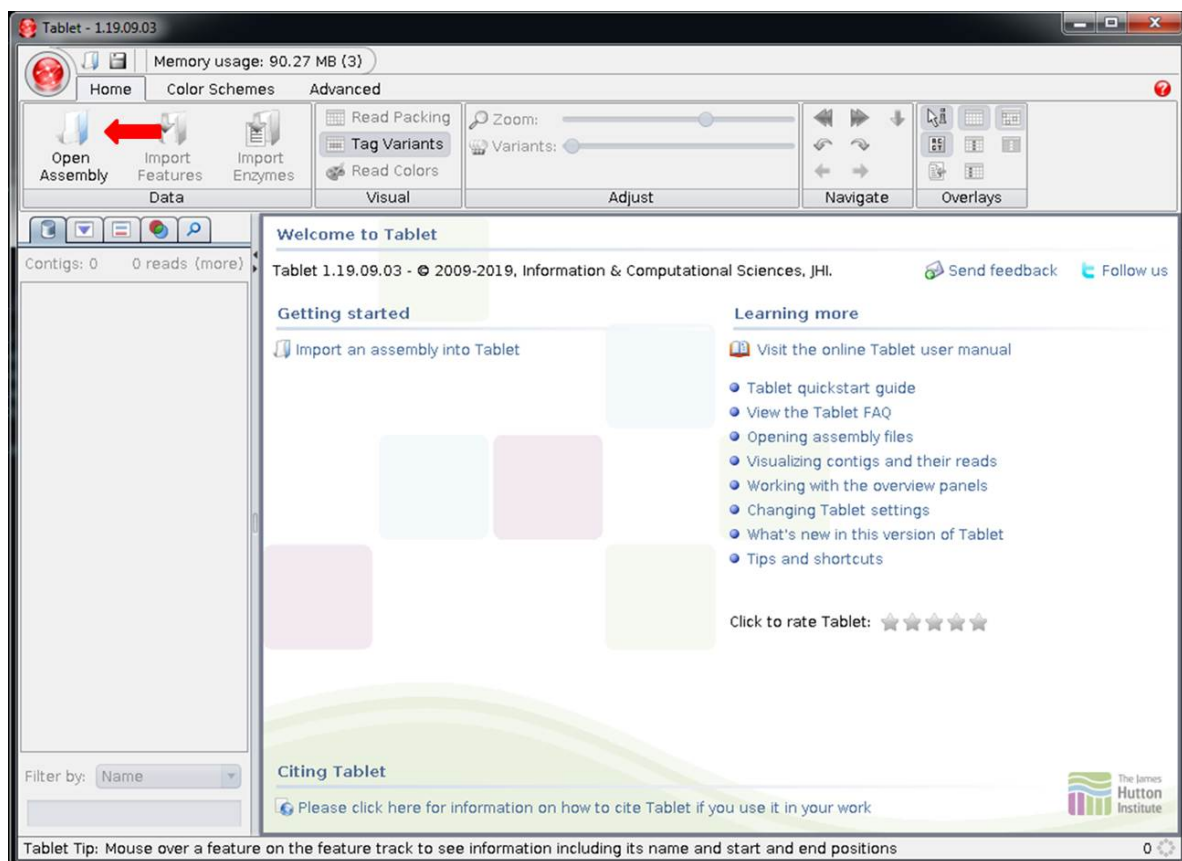 Tablet - 1.19.09.03
Memory usage: 90.27 MB (3)
Home Color Schemes Advanced
Open Assembly
Import Features
Import Enzymes
Data
Read Packing
Tag Variants
Read Colors
Visual
Zoom:
Variants:
Adjust
Navigate
Overlays
Contigs: 0 0 reads (more)
Welcome to Tablet
Tablet 1.19.09.03 - © 2009-2019, Information & Computational Sciences, JHI.
Send feedback Follow us
Getting started
Import an assembly into Tablet
Learning more
Visit the online Tablet user manual
Tablet quickstart guide
View the Tablet FAQ
Opening assembly files
Visualizing contigs and their reads
Working with the overview panels
Changing Tablet settings
What's new in this version of Tablet
Tips and shortcuts
Click to rate Tablet:
Filter by: Name
Citing Tablet
Please click here for information on how to cite Tablet if you use it in your work
The James
Hutton
Institute
Tablet Tip: Mouse over a feature on the feature track to see information including its name and start and end positions 0